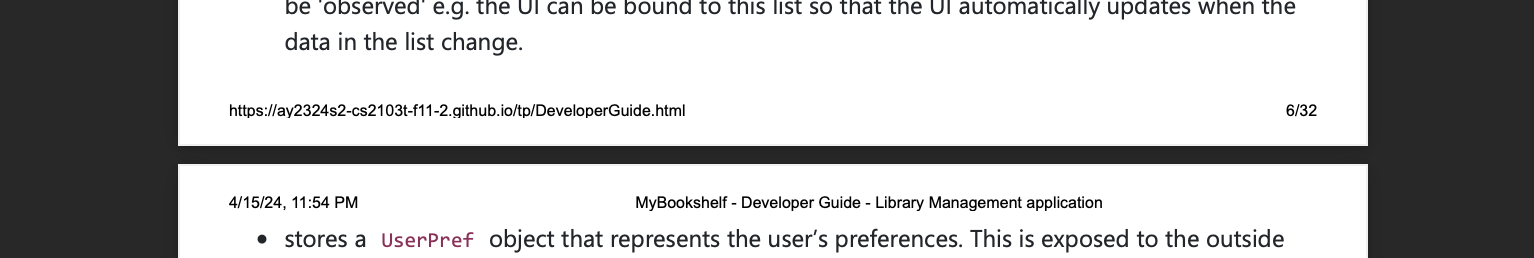 be 'observed' e.g. the UI can be bound to this list so that the UI automatically updates when the
data in the list change.
https://ay2324s2-cs2103t-f11-2.github.io/tp/DeveloperGuide.html 6/32
4/15/24, 11:54 PM MyBookshelf - Developer Guide - Library Management application
• stores a UserPref object that represents the user’s preferences. This is exposed to the outside